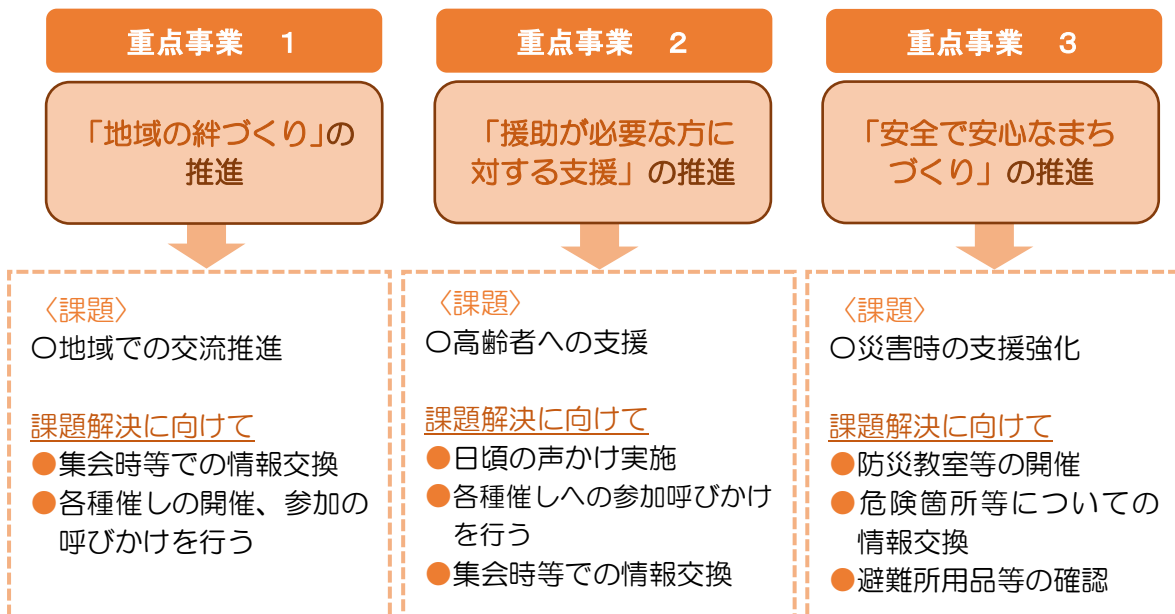 重点事業　1
「地域の絆づくり」の
推進
〈課題〉
〇地域での交流推進
課題解決に向けて
●集会時等での情報交換
●各種催しの開催、参加の
呼びかけを行う
重点事業　2
「援助が必要な方に
対する支援」の推進
〈課題〉
〇高齢者への支援
課題解決に向けて
●日頃の声かけ実施
●各種催しへの参加呼びかけ
を行う
●集会時等での情報交換
重点事業　3
「安全で安心なまち
づくり」の推進
〈課題〉
〇災害時の支援強化
課題解決に向けて
●防災教室等の開催
●危険箇所等についての
情報交換
●避難所用品等の確認